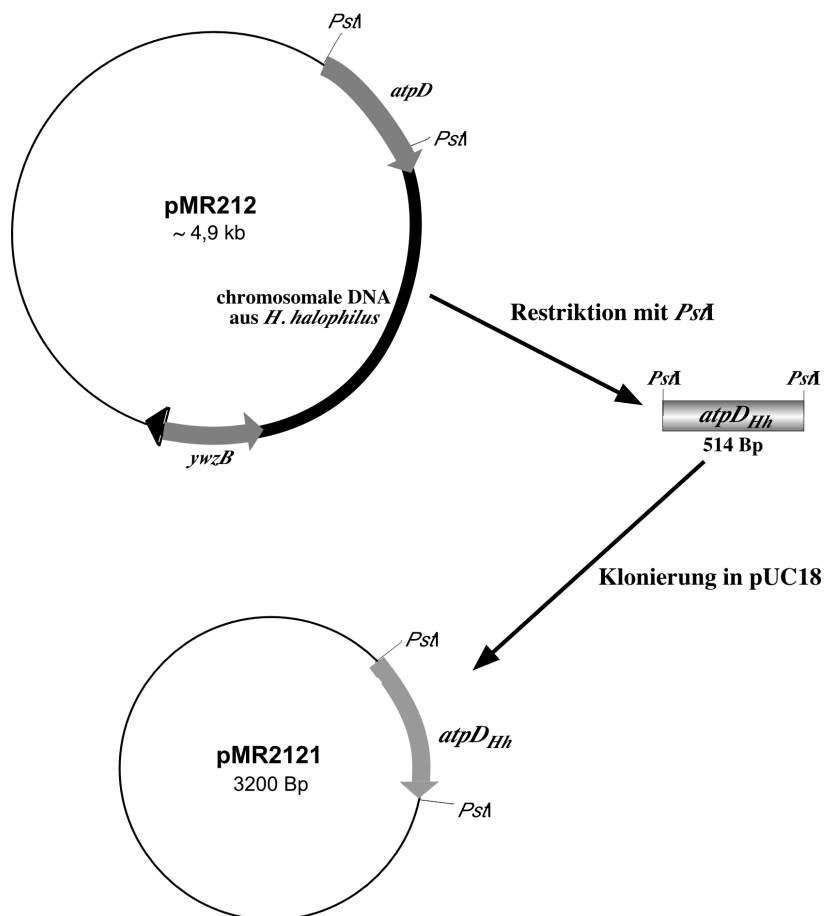 PstI
atpD
PstI
pMR212
~ 4,9 kb
chromosomale DNA
aus H. halophilus
Restriktion mit PstI
PstI
PstI
atpDHh
514 Bp
ywzB
Klonierung in pUC18
PstI
atpDHh
pMR2121
3200 Bp
PstI